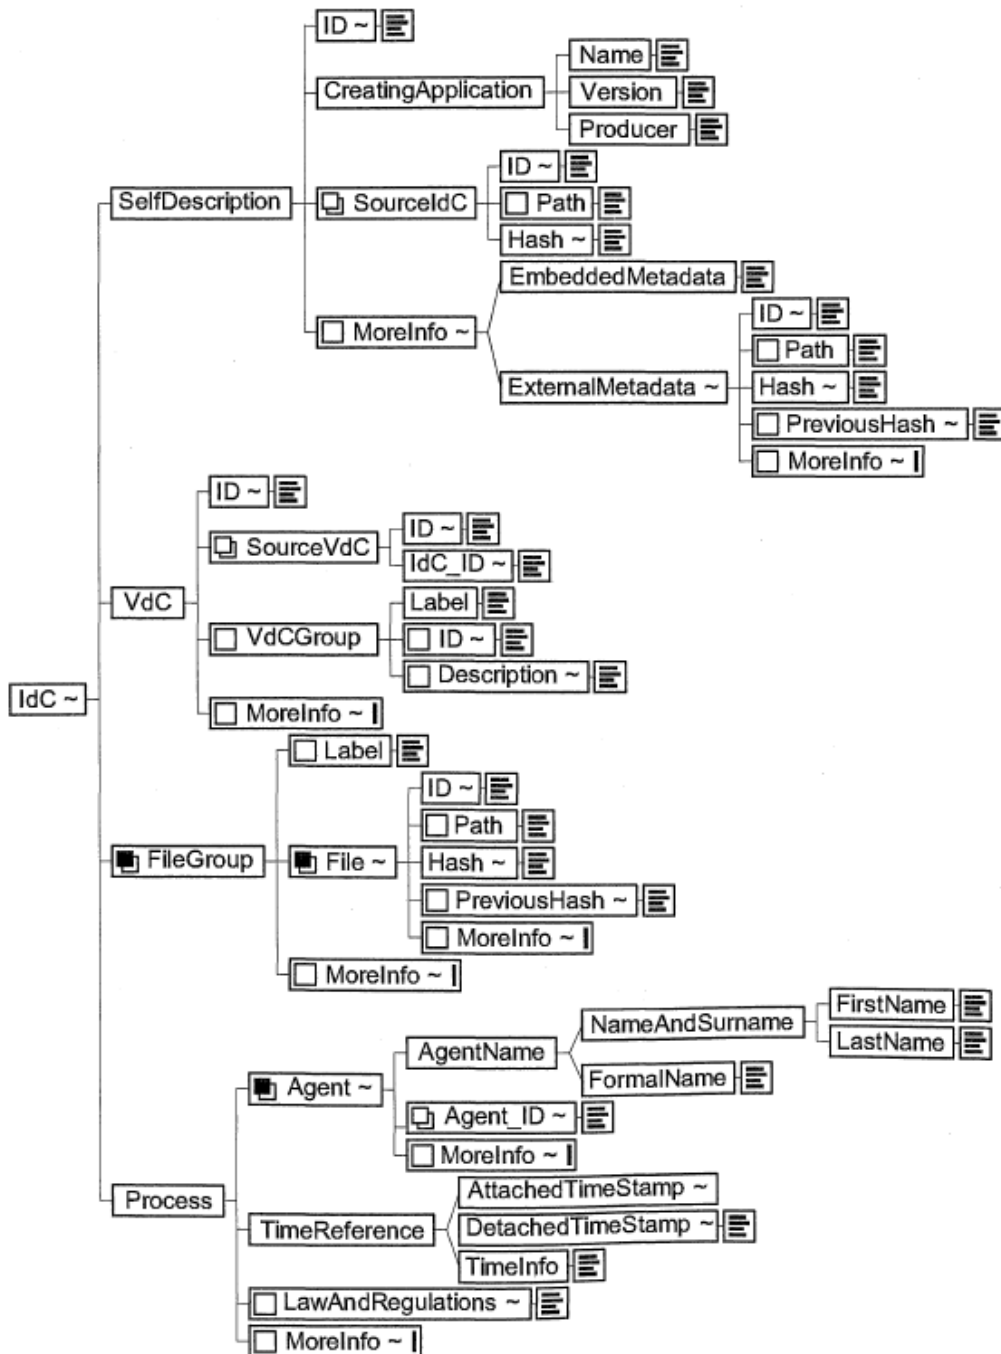 ID ~
CreatingApplication
Name
Version
Producer
SelfDescription
SourceIdC
ID ~
Path
Hash ~
MoreInfo ~
EmbeddedMetadata
ExternalMetadata ~
ID ~
Path
Hash ~
PreviousHash ~
MoreInfo ~
VdC
ID ~
SourceVdC
ID ~
IdC_ID ~
VdCGroup
Label
ID ~
Description ~
MoreInfo ~
IdC ~
FileGroup
Label
File ~
ID ~
Path
Hash ~
PreviousHash ~
MoreInfo ~
MoreInfo ~
Process
Agent ~
AgentName
NameAndSurname
FirstName
LastName
FormalName
Agent_ID ~
MoreInfo ~
TimeReference
AttachedTimeStamp ~
DetachedTimeStamp ~
TimeInfo
LawAndRegulations ~
MoreInfo ~